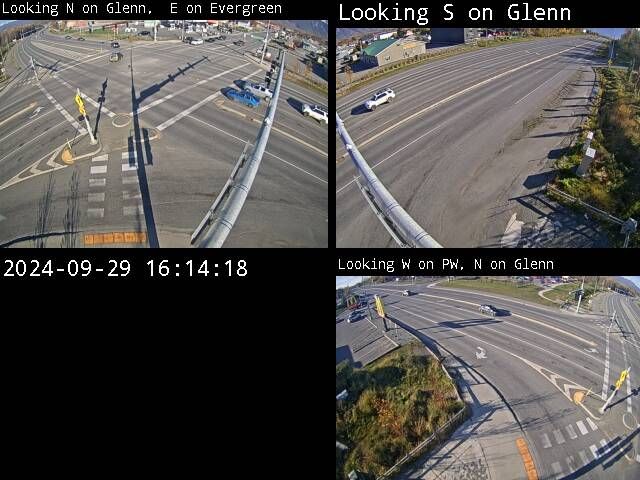 Looking N on Glenn,  E on Evergreen
Looking S on Glenn
2024-09-29 16:14:18
Looking W on PW, N on Glenn